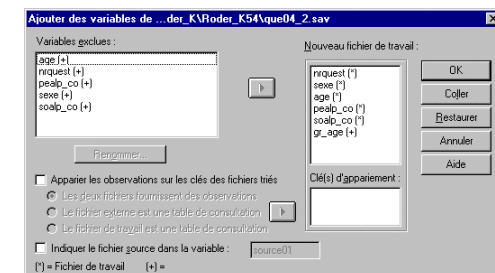 Ajouter des variables de ...der_K\Roder_K54\que04_2.sav
Variables exclues :
age (+)
nrquest (+)
pealp_co (+)
sexe (+)
soalp_co (+)
Renommer...
Nouveau fichier de travail :
nrquest (*)
sexe (*)
age (*)
pealp_co (*)
soalp_co (*)
gr_age (+)
OK
Coller
Restaurer
Annuler
Aide
Apparier les observations sur les clés des fichiers triés
Les deux fichiers fournissent des observations
Le fichier externe est une table de consultation
Le fichier de travail est une table de consultation
Clé(s) d'appariement :
Indiquer le fichier source dans la variable :
source01
(*) = Fichier de travail (+) =